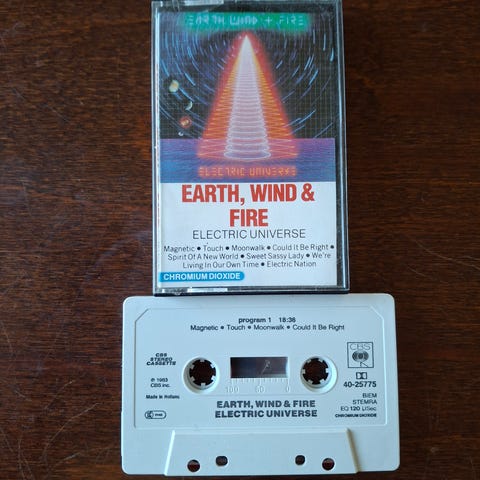 EARTH WIND + FIRE
ELECTRIC UNIVERSE
EARTH, WIND &
FIRE
ELECTRIC UNIVERSE
Magnetic • Touch • Moonwalk • Could It Be Right •
Spirit Of A New World • Sweet Sassy Lady • We're
Living In Our Own Time • Electric Nation
CHROMIUM DIOXIDE
program 1 18:36
Magnetic • Touch • Moonwalk • Could It Be Right
CBS
STEREO
CASSETTE
CBS
℗ 1983
CBS Inc.
40-25775
Made in Holland
BIEM
STEMRA
EQ 120 µSec
CHROMIUM DIOXIDE
100 50 0
EARTH, WIND & FIRE
ELECTRIC UNIVERSE